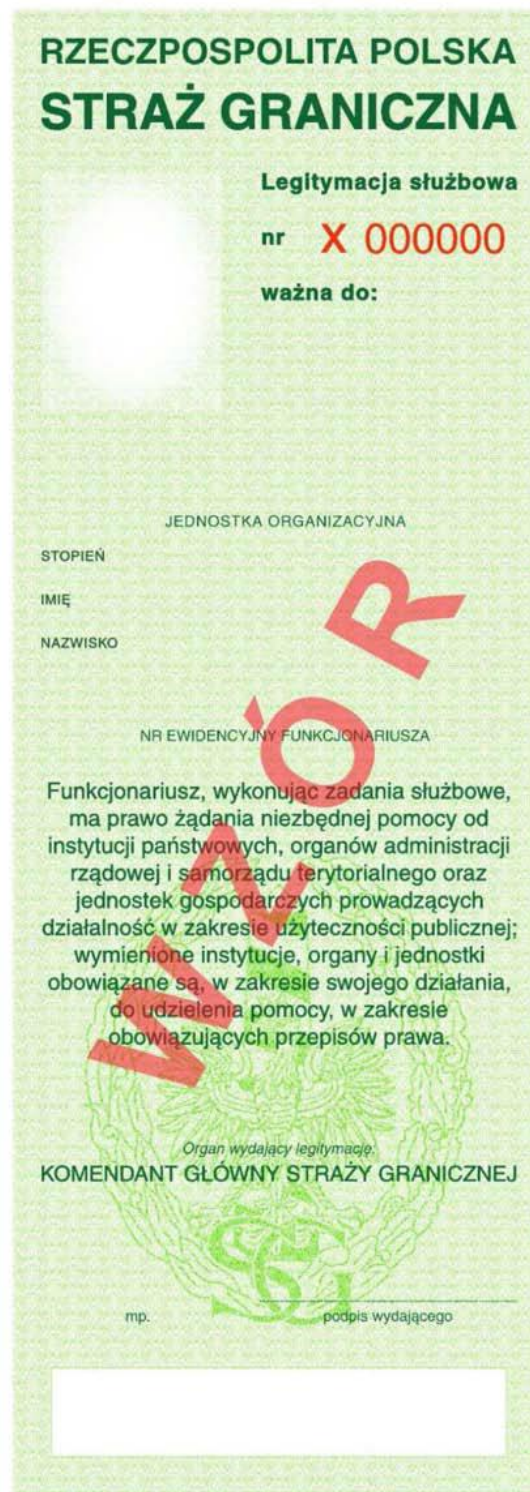 RZECZPOSPOLITA POLSKA
STRAŻ GRANICZNA
Legitymacja służbowa
nr X 000000
ważna do:
JEDNOSTKA ORGANIZACYJNA
STOPIEŃ
IMIĘ
NAZWISKO
WZÓR
NR EWIDENCYJNY FUNKCJONARIUSZA
Funkcjonariusz, wykonując zadania służbowe,
ma prawo żądania niezbędnej pomocy od
instytucji państwowych, organów administracji
rządowej i samorządu terytorialnego oraz
jednostek gospodarczych prowadzących
działalność w zakresie użyteczności publicznej;
wymienione instytucje, organy i jednostki
obowiązane są, w zakresie swojego działania,
do udzielenia pomocy, w zakresie
obowiązujących przepisów prawa.
Organ wydający legitymację:
KOMENDANT GŁÓWNY STRAŻY GRANICZNEJ
SG
mp.
podpis wydającego